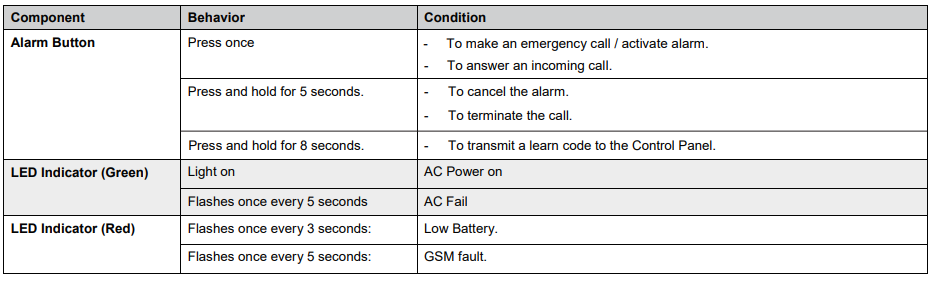 Component Behavior Condition
Alarm Button Press once - To make an emergency call / activate alarm.
- To answer an incoming call.
Press and hold for 5 seconds. - To cancel the alarm.
- To terminate the call.
Press and hold for 8 seconds. - To transmit a learn code to the Control Panel.
LED Indicator (Green) Light on AC Power on
Flashes once every 5 seconds AC Fail
LED Indicator (Red) Flashes once every 3 seconds: Low Battery.
Flashes once every 5 seconds: GSM fault.